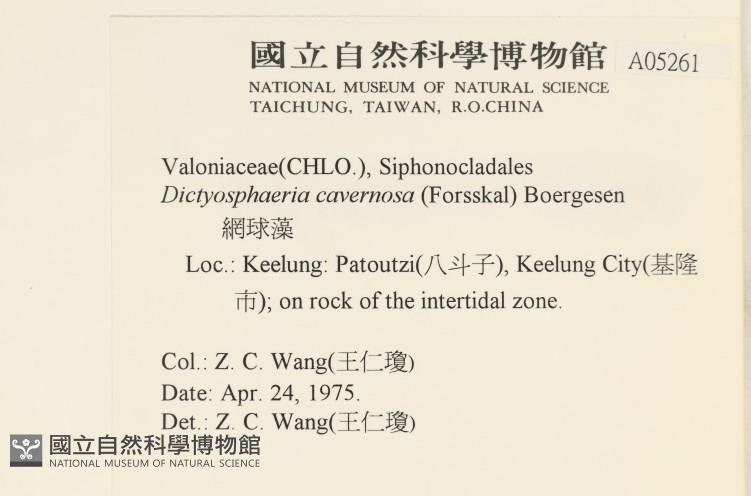 國立自然科學博物館 A05261
NATIONAL MUSEUM OF NATURAL SCIENCE
TAICHUNG, TAIWAN, R.O.CHINA
Valoniaceae(CHLO.), Siphonocladales
Dictyosphaeria cavernosa (Forsskal) Boergesen
網球藻
Loc.: Keelung: Patoutzi(八斗子), Keelung City(基隆
市); on rock of the intertidal zone.
Col.: Z. C. Wang(王仁瓊)
Date: Apr. 24, 1975.
Det.: Z. C. Wang(王仁瓊)
國立自然科學博物館
NATIONAL MUSEUM OF NATURAL SCIENCE